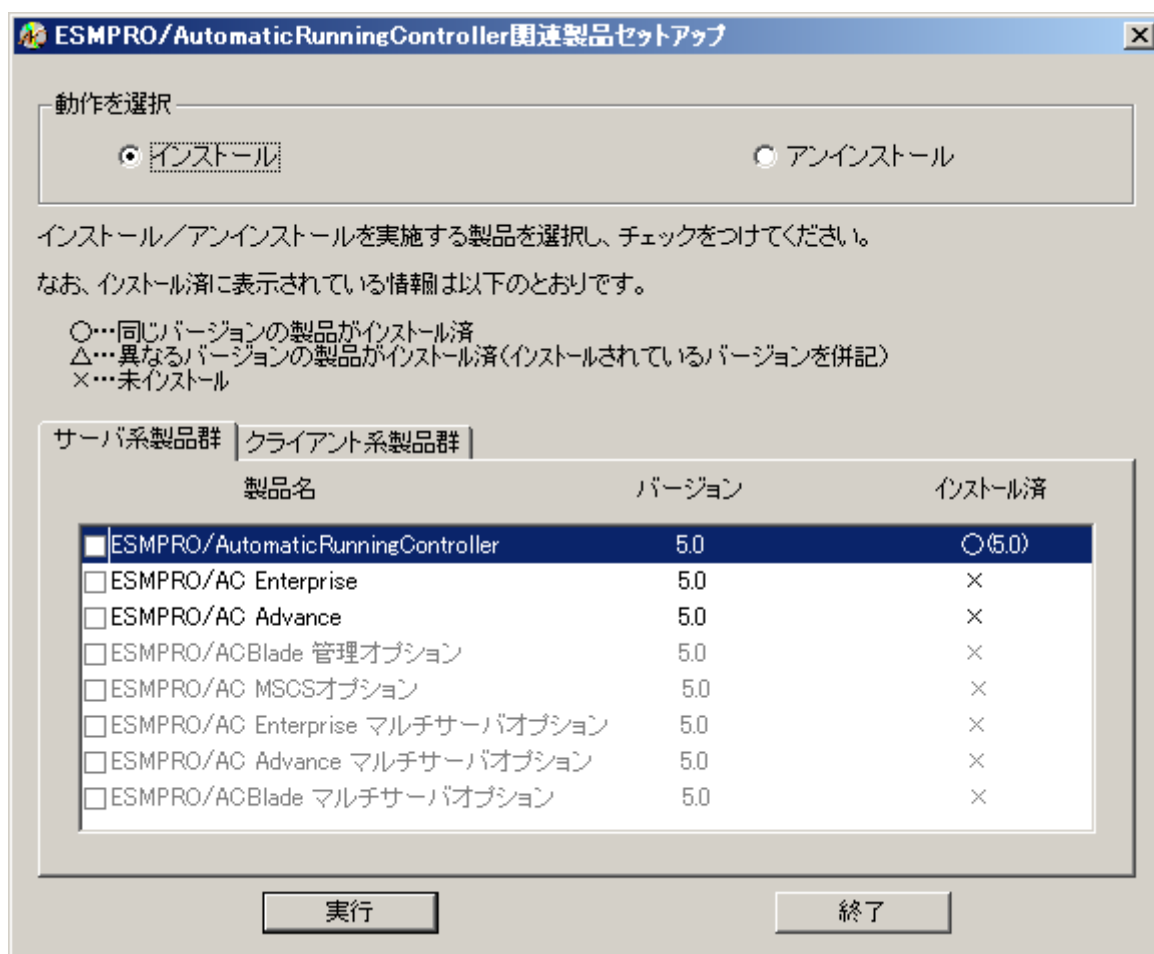 ESMPRO/AutomaticRunningController関連製品セットアップ
動作を選択
インストール
アンインストール
インストール／アンインストールを実施する製品を選択し、チェックをつけてください。
なお、インストール済に表示されている情報は以下のとおりです。
○…同じバージョンの製品がインストール済
△…異なるバージョンの製品がインストール済(インストールされているバージョンを併記)
×…未インストール
サーバ系製品群 クライアント系製品群
製品名 バージョン インストール済
ESMPRO/AutomaticRunningController 5.0 ○(5.0)
ESMPRO/AC Enterprise 5.0 ×
ESMPRO/AC Advance 5.0 ×
ESMPRO/ACBlade 管理オプション 5.0 ×
ESMPRO/AC MSCSオプション 5.0 ×
ESMPRO/AC Enterprise マルチサーバオプション 5.0 ×
ESMPRO/AC Advance マルチサーバオプション 5.0 ×
ESMPRO/ACBlade マルチサーバオプション 5.0 ×
実行 終了